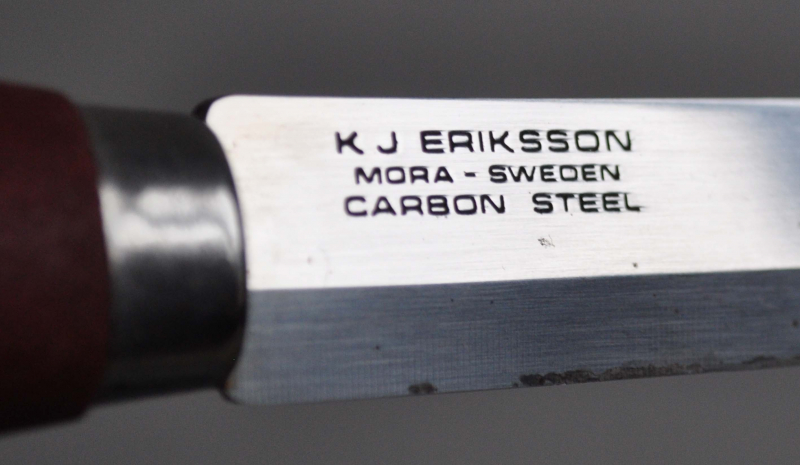 K J ERIKSSON
MORA - SWEDEN
CARBON STEEL